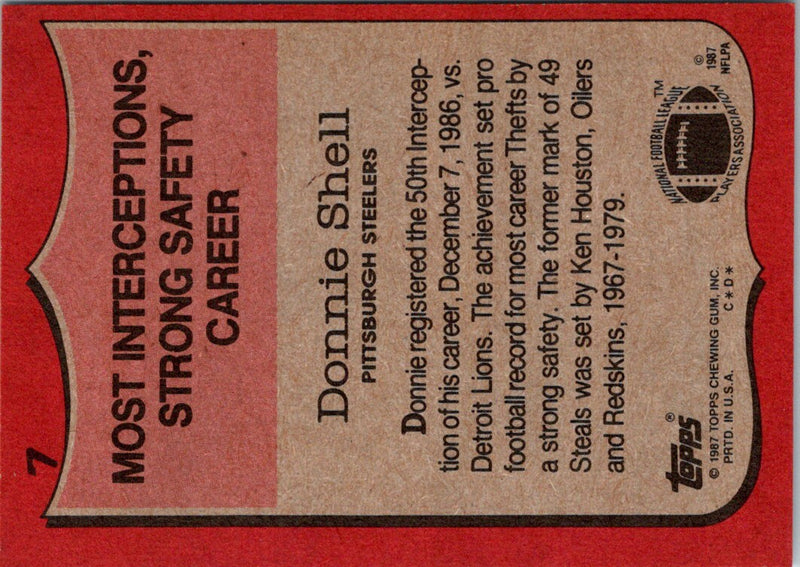 7
MOST INTERCEPTIONS,
STRONG SAFETY
CAREER
Donnie Shell
PITTSBURGH STEELERS
Donnie registered the 50th Intercep-
tion of his career, December 7, 1986, vs.
Detroit Lions. The achievement set pro
football record for most career Thefts by
a strong safety. The former mark of 49
Steals was set by Ken Houston, Oilers
and Redskins, 1967-1979.
topps®
© 1987 TOPPS CHEWING GUM, INC.
PRTD. IN U.S.A. C*D*
NATIONAL FOOTBALL LEAGUE™
PLAYERS ASSOCIATION
©
1987
NFLPA